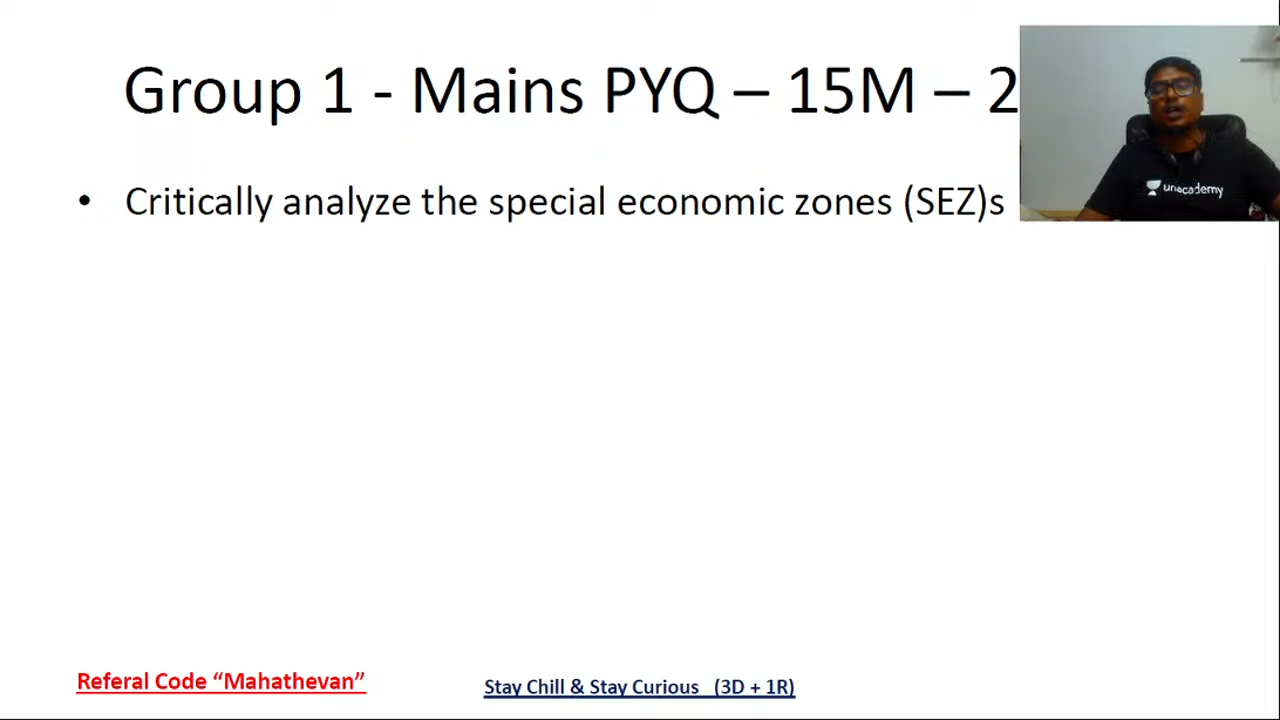 Group 1 - Mains PYQ – 15M – 2
• Critically analyze the special economic zones (SEZ)s
unacademy
Referal Code “Mahathevan”
Stay Chill & Stay Curious (3D + 1R)